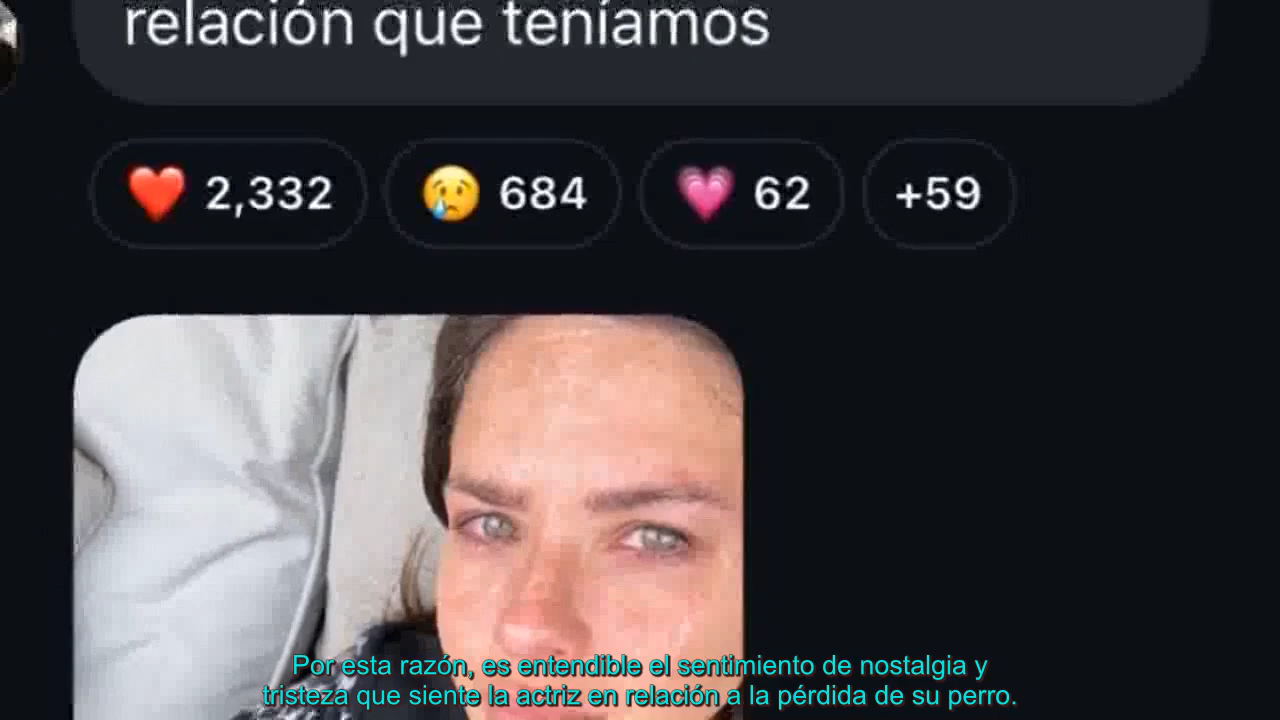 relación que teníamos
❤️ 2,332 😢 684 💗 62 +59
Por esta razón, es entendible el sentimiento de nostalgia y
tristeza que siente la actriz en relación a la pérdida de su perro.